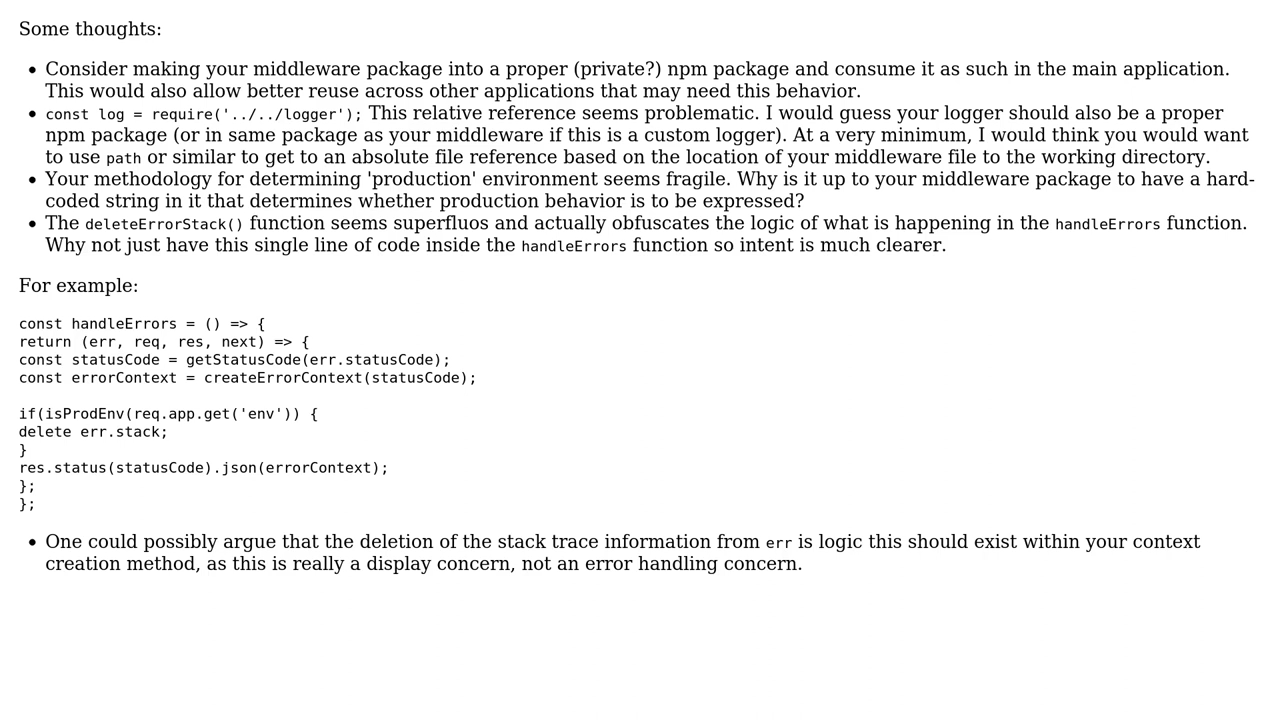 Some thoughts:
• Consider making your middleware package into a proper (private?) npm package and consume it as such in the main application.
This would also allow better reuse across other applications that may need this behavior.
• const log = require('../../logger'); This relative reference seems problematic. I would guess your logger should also be a proper
npm package (or in same package as your middleware if this is a custom logger). At a very minimum, I would think you would want
to use path or similar to get to an absolute file reference based on the location of your middleware file to the working directory.
• Your methodology for determining 'production' environment seems fragile. Why is it up to your middleware package to have a hard-
coded string in it that determines whether production behavior is to be expressed?
• The deleteErrorStack() function seems superfluos and actually obfuscates the logic of what is happening in the handleErrors function.
Why not just have this single line of code inside the handleErrors function so intent is much clearer.
For example:
const handleErrors = () => {
return (err, req, res, next) => {
const statusCode = getStatusCode(err.statusCode);
const errorContext = createErrorContext(statusCode);
if(isProdEnv(req.app.get('env')) {
delete err.stack;
}
res.status(statusCode).json(errorContext);
};
};
• One could possibly argue that the deletion of the stack trace information from err is logic this should exist within your context
creation method, as this is really a display concern, not an error handling concern.